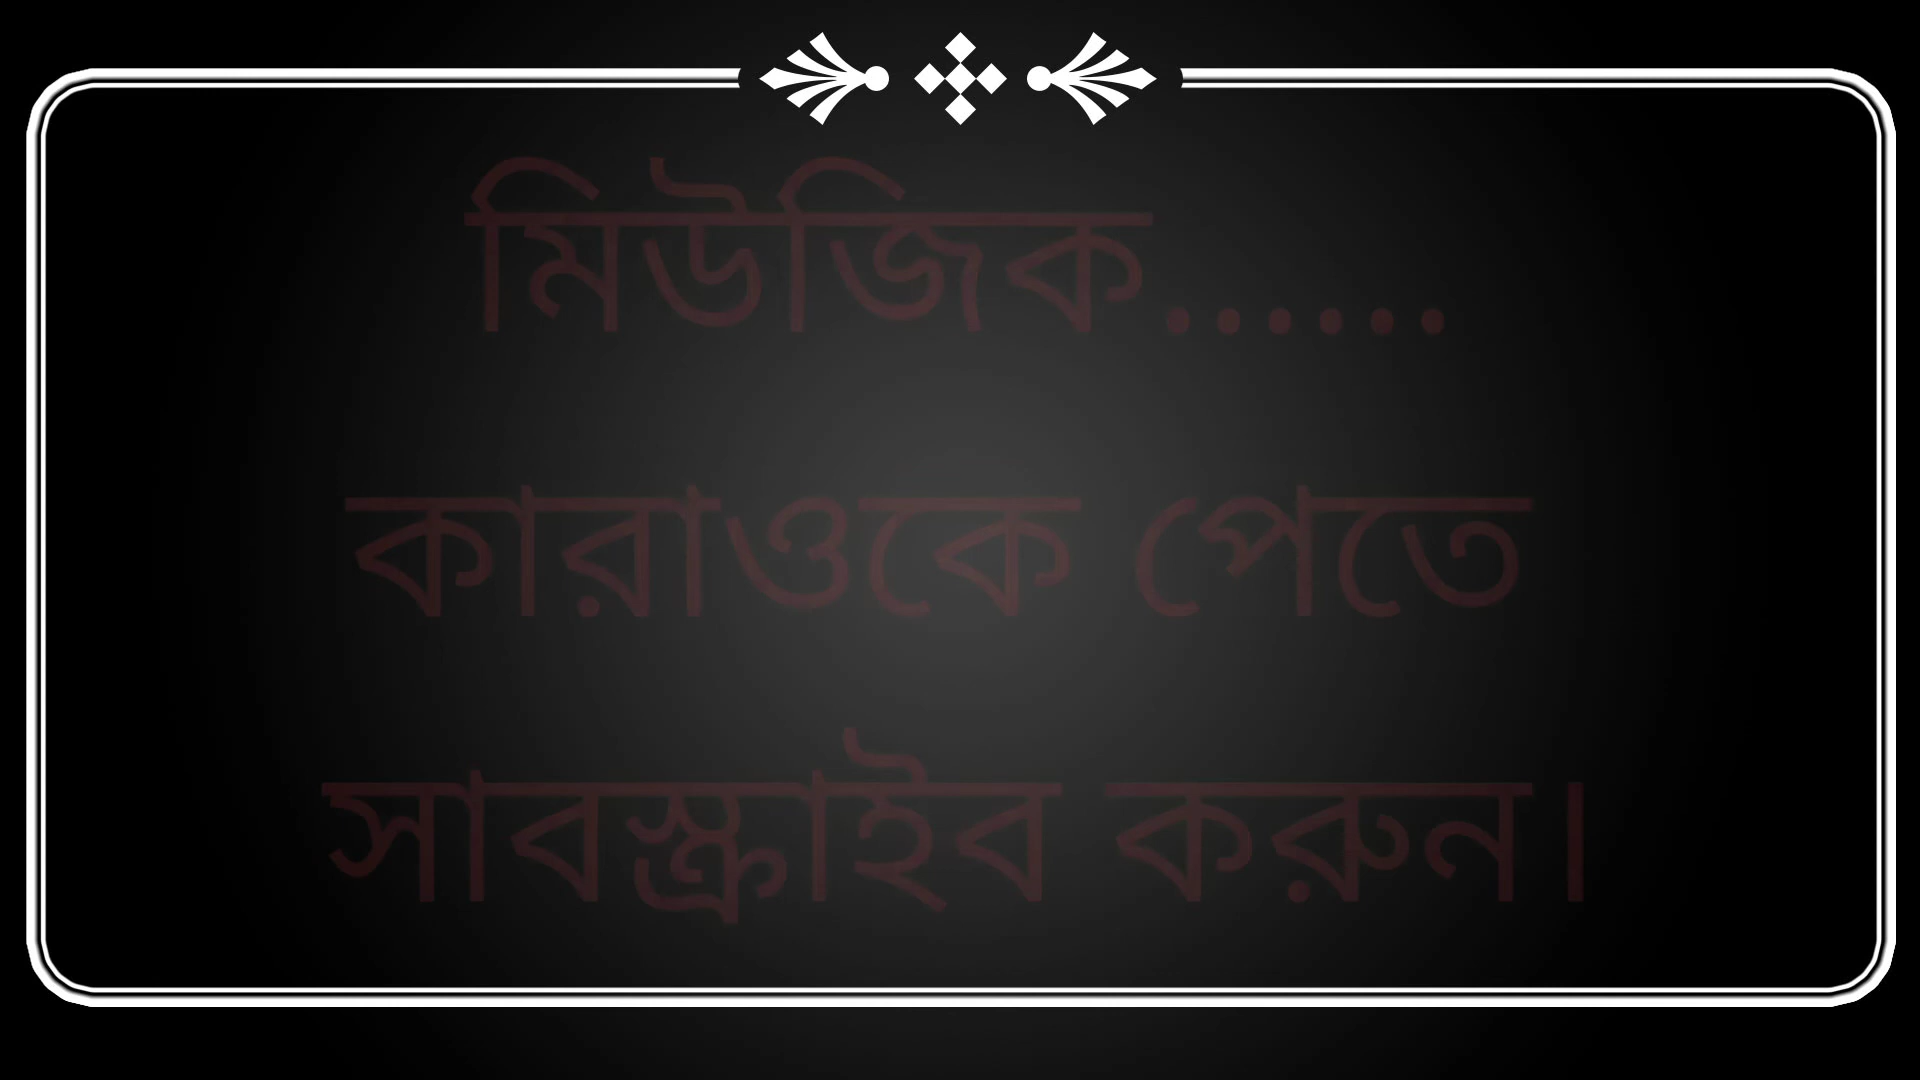 মিউজিক......
কারাওকে পেতে
সাবস্ক্রাইব করুন।